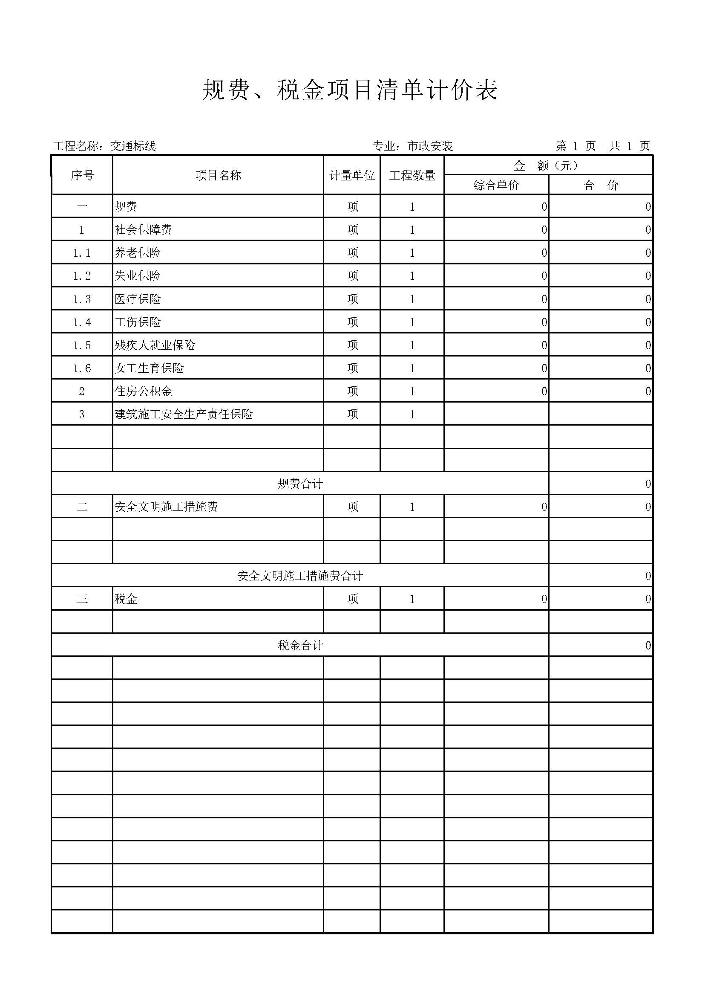 规费、税金项目清单计价表
工程名称：交通标线 专业：市政安装 第 1 页 共 1 页
序号 项目名称 计量单位 工程数量 金 额（元）
综合单价 合 价
一 规费 项 1 0 0
1 社会保障费 项 1 0 0
1.1 养老保险 项 1 0 0
1.2 失业保险 项 1 0 0
1.3 医疗保险 项 1 0 0
1.4 工伤保险 项 1 0 0
1.5 残疾人就业保险 项 1 0 0
1.6 女工生育保险 项 1 0 0
2 住房公积金 项 1 0 0
3 建筑施工安全生产责任保险 项 1
规费合计 0
二 安全文明施工措施费 项 1 0 0
安全文明施工措施费合计 0
三 税金 项 1 0 0
税金合计 0